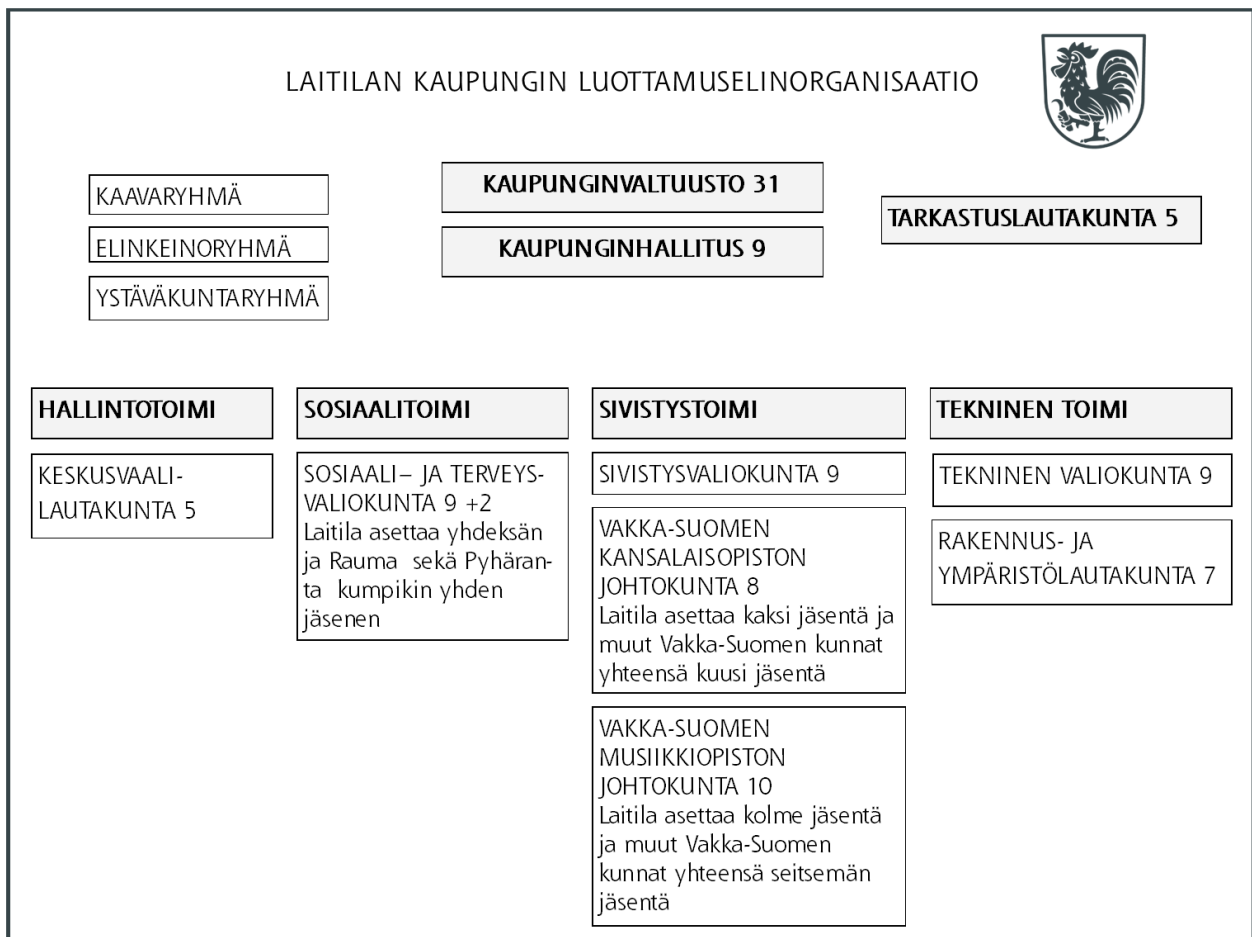 LAITILAN KAUPUNGIN LUOTTAMUSELINORGANISAATIO
KAAVARYHMÄ
ELINKEINORYHMÄ
YSTÄVÄKUNTARYHMÄ
KAUPUNGINVALTUUSTO 31
KAUPUNGINHALLITUS 9
TARKASTUSLAUTAKUNTA 5
HALLINTOTOIMI
KESKUSVAALI-
LAUTAKUNTA 5
SOSIAALITOIMI
SOSIAALI– JA TERVEYS-
VALIOKUNTA 9 +2
Laitila asettaa yhdeksän
ja Rauma sekä Pyhäran-
ta kumpikin yhden
jäsenen
SIVISTYSTOIMI
SIVISTYSVALIOKUNTA 9
VAKKA-SUOMEN
KANSALAISOPISTON
JOHTOKUNTA 8
Laitila asettaa kaksi jäsentä ja
muut Vakka-Suomen kunnat
yhteensä kuusi jäsentä
VAKKA-SUOMEN
MUSIIKKIOPISTON
JOHTOKUNTA 10
Laitila asettaa kolme jäsentä
ja muut Vakka-Suomen
kunnat yhteensä seitsemän
jäsentä
TEKNINEN TOIMI
TEKNINEN VALIOKUNTA 9
RAKENNUS- JA
YMPÄRISTÖLAUTAKUNTA 7